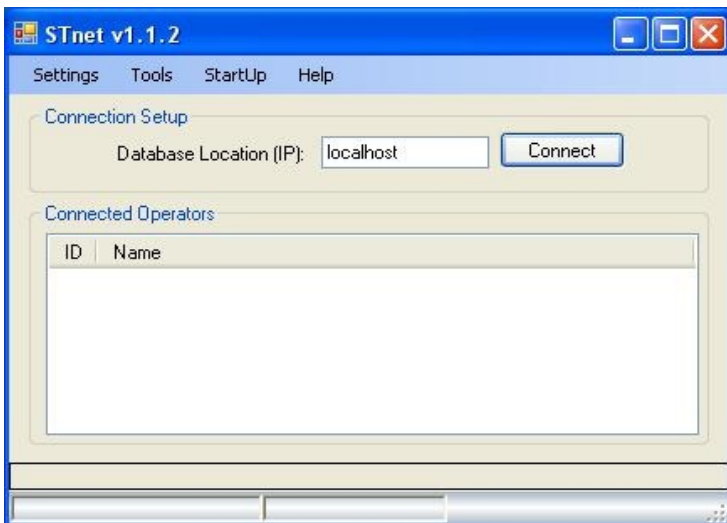 STnet v1.1.2
Settings Tools StartUp Help
Connection Setup
Database Location (IP): localhost Connect
Connected Operators
ID Name